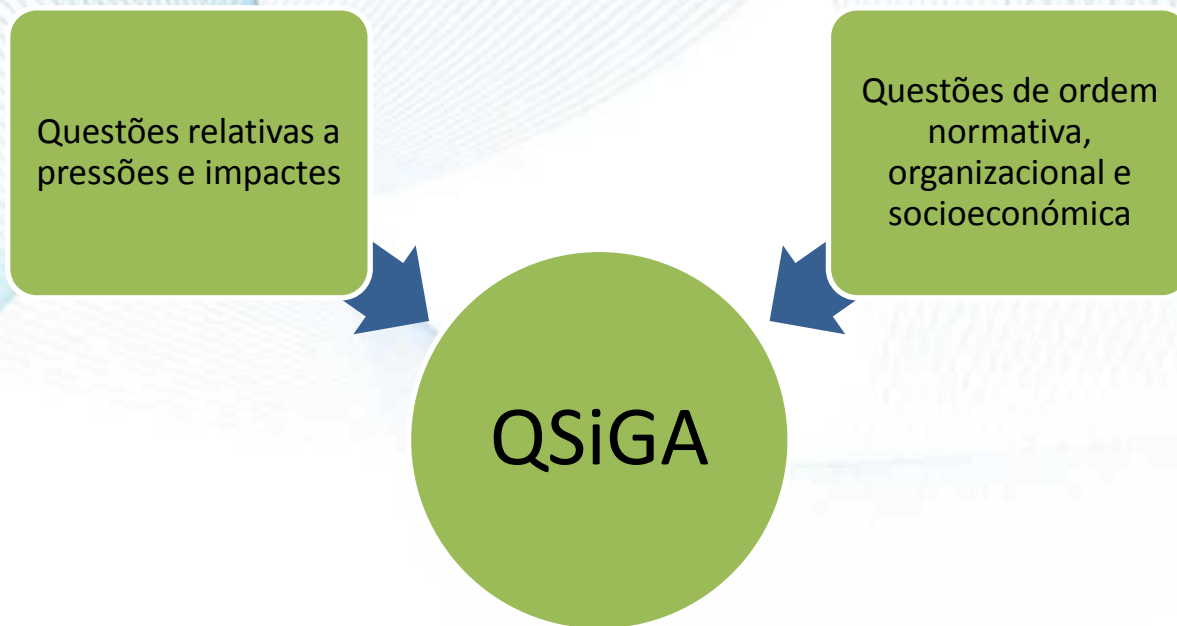 Questões relativas a
pressões e impactes
Questões de ordem
normativa,
organizacional e
socioeconómica
QSiGA